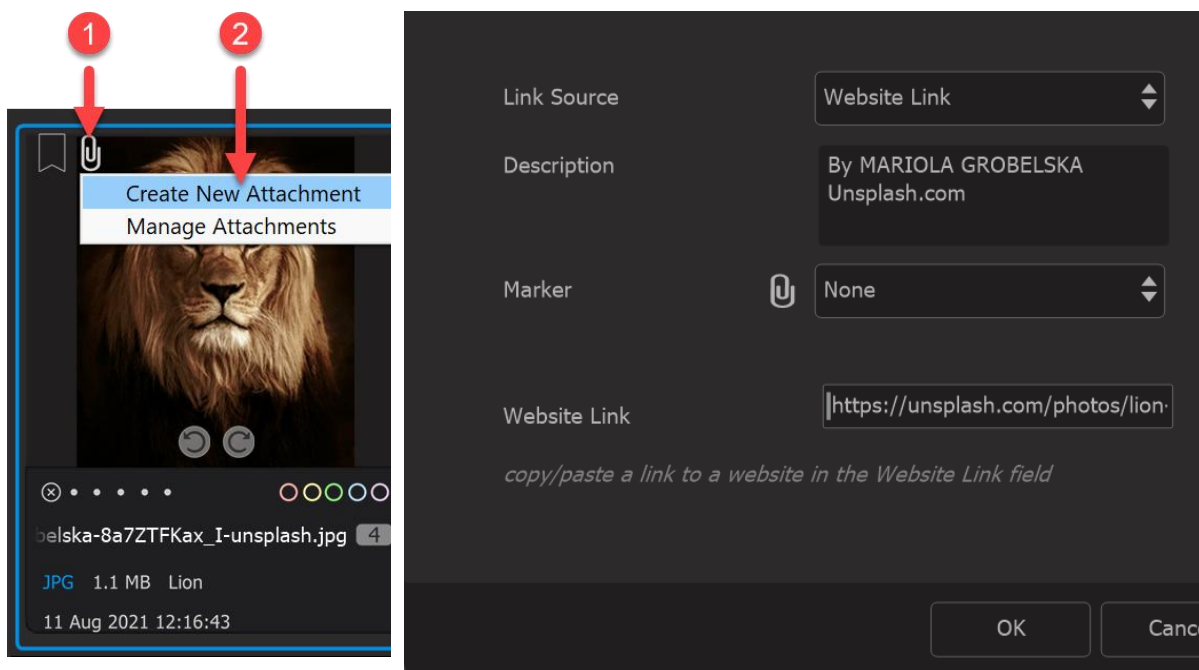 1
2
Create New Attachment
Manage Attachments
belska-8a7ZTFKax_I-unsplash.jpg 4
JPG 1.1 MB Lion
11 Aug 2021 12:16:43
Link Source Website Link
Description By MARIOLA GROBELSKA
Unsplash.com
Marker None
Website Link https://unsplash.com/photos/lion-
copy/paste a link to a website in the Website Link field
OK Canc